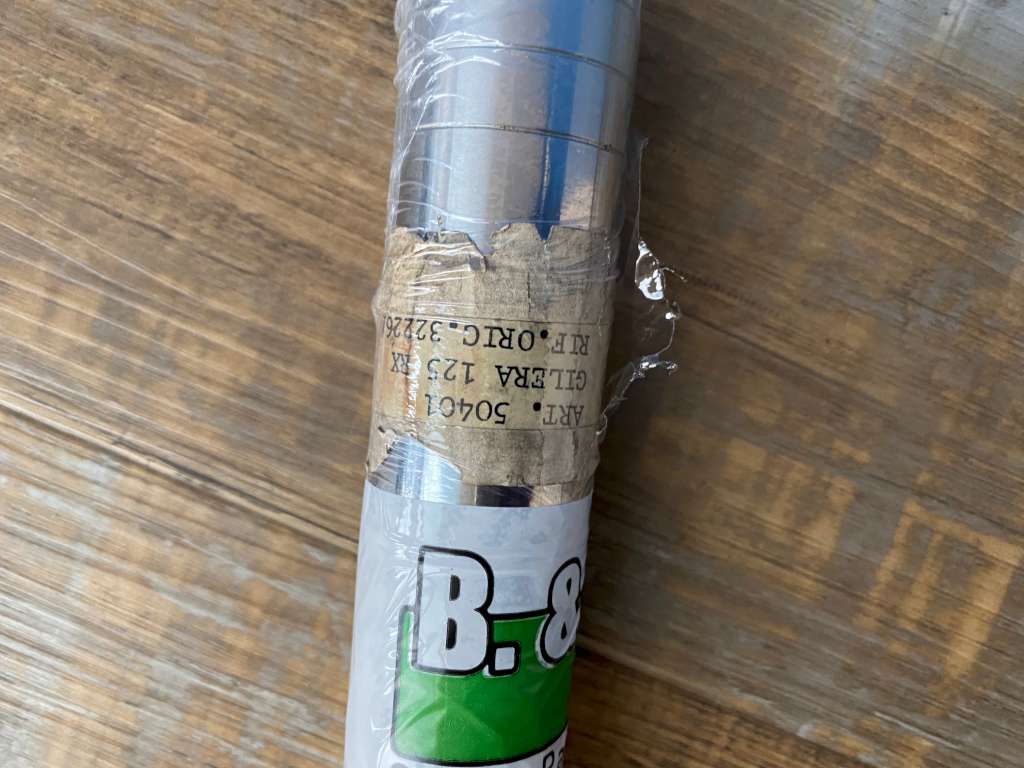 ART. 50401
GILERA 125 RX
RIF.ORIG.32226
B. &